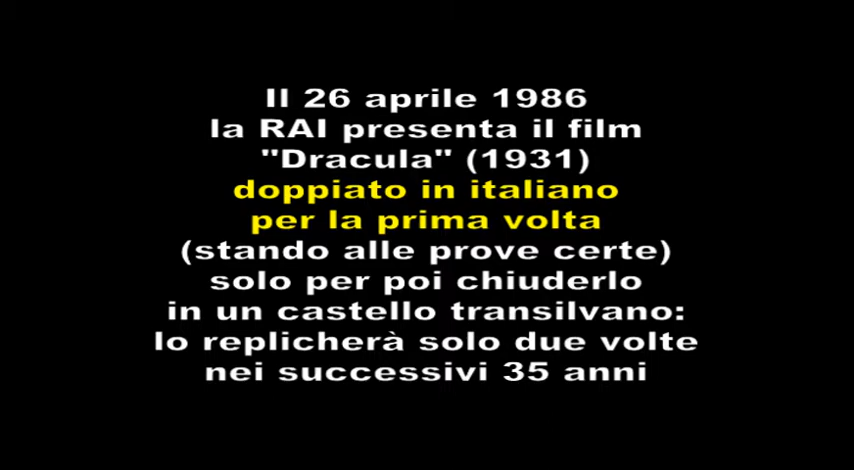 Il 26 aprile 1986
la RAI presenta il film
"Dracula" (1931)
doppiato in italiano
per la prima volta
(stando alle prove certe)
solo per poi chiuderlo
in un castello transilvano:
lo replicherà solo due volte
nei successivi 35 anni